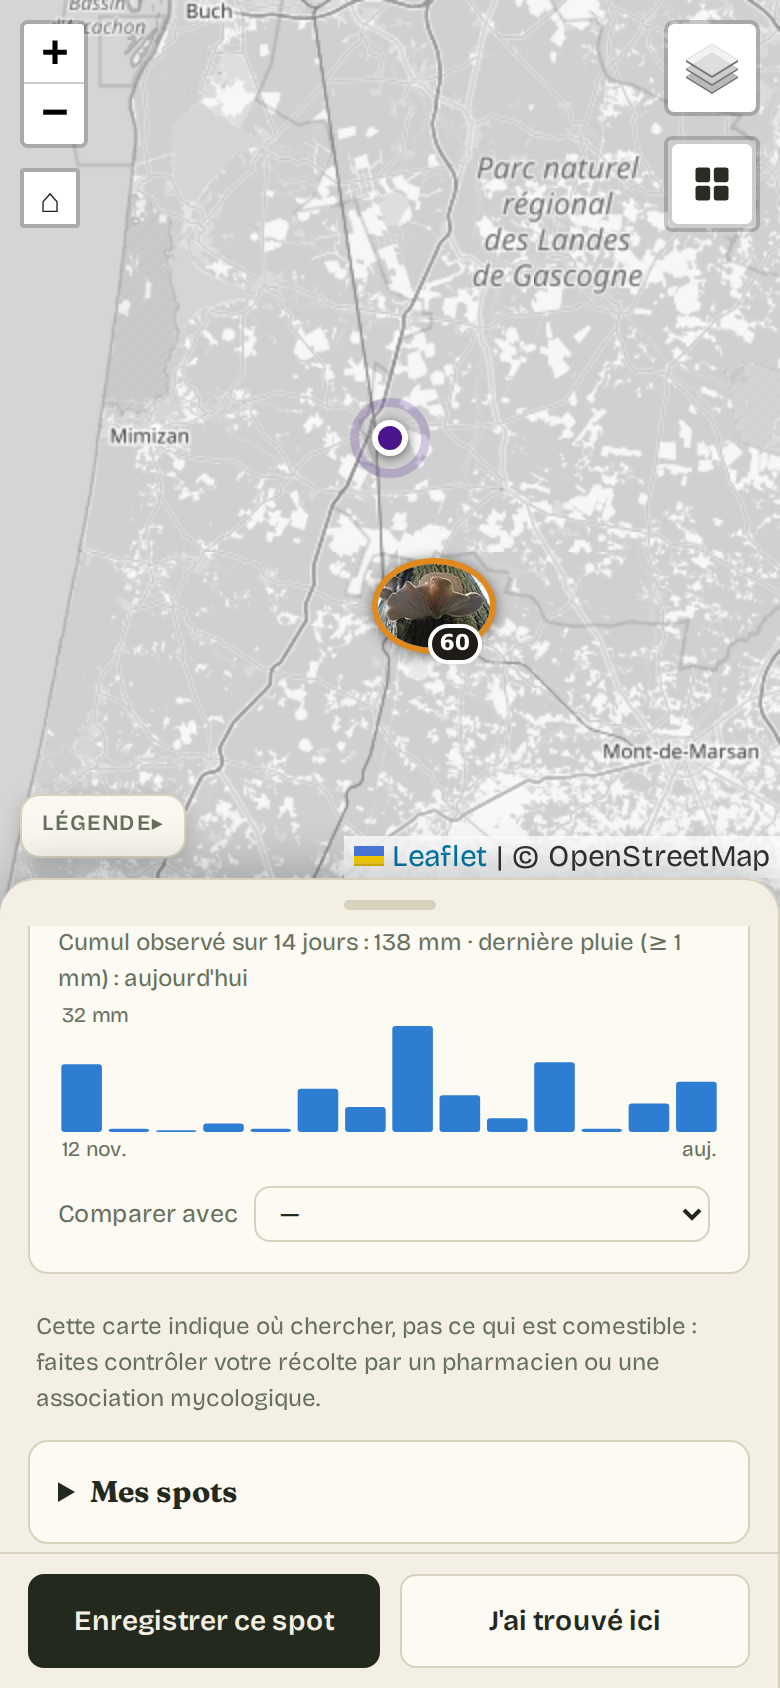 Bassin
d'Arcachon
Buch
+
−
Parc naturel
régional
des Landes
de Gascogne
Mimizan
60
Mont-de-Marsan
LÉGENDE▸
Leaflet | © OpenStreetMap
Cumul observé sur 14 jours : 138 mm · dernière pluie (≥ 1
mm) : aujourd'hui
32 mm
12 nov.
auj.
Comparer avec
—
Cette carte indique où chercher, pas ce qui est comestible :
faites contrôler votre récolte par un pharmacien ou une
association mycologique.
Mes spots
Enregistrer ce spot
J'ai trouvé ici